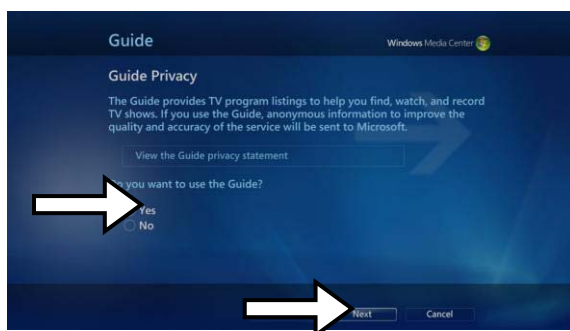 Guide
Windows Media Center
Guide Privacy
The Guide provides TV program listings to help you find, watch, and record
TV shows. If you use the Guide, anonymous information to improve the
quality and accuracy of the service will be sent to Microsoft.
View the Guide privacy statement
Do you want to use the Guide?
Yes
No
Next Cancel